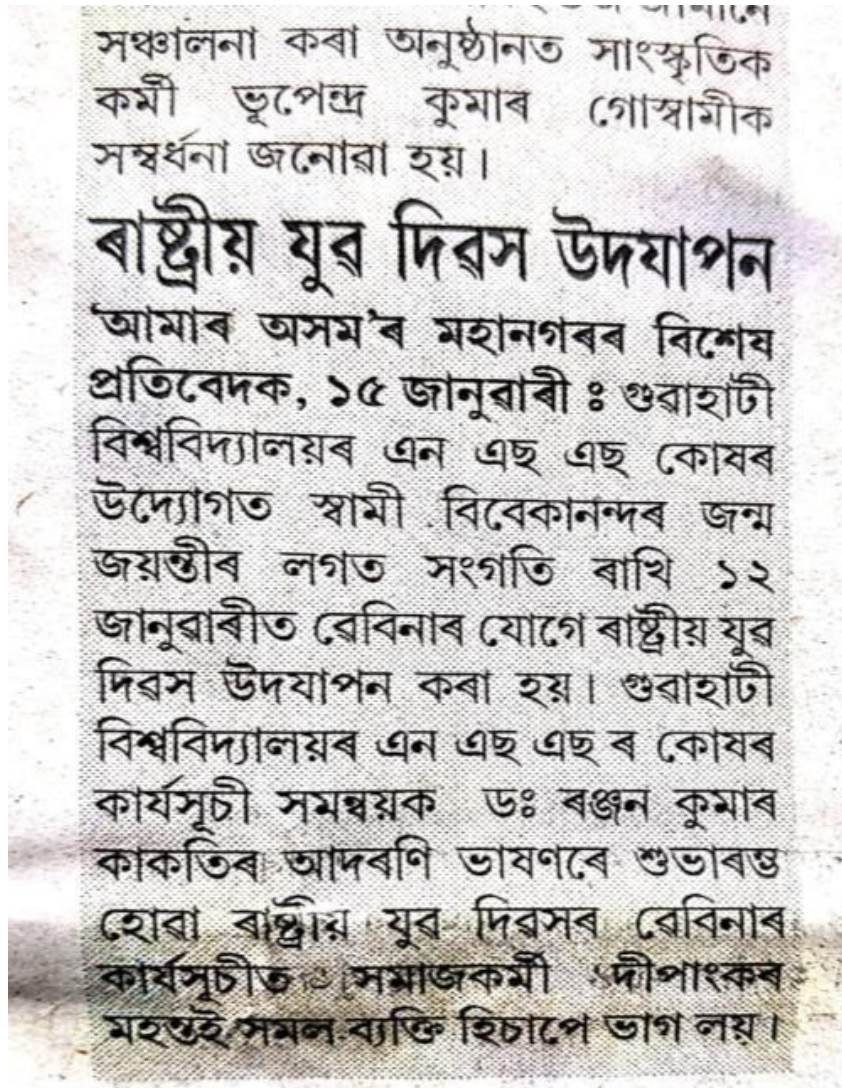 সঞ্চালনা কৰা অনুষ্ঠানত সাংস্কৃতিক
কৰ্মী ভূপেন্দ্ৰ কুমাৰ গোস্বামীক
সম্বৰ্ধনা জনোৱা হয়।
ৰাষ্ট্ৰীয় যুৱ দিৱস উদযাপন
'আমাৰ অসম'ৰ মহানগৰৰ বিশেষ
প্ৰতিবেদক, ১৫ জানুৱাৰী ঃ গুৱাহাটী
বিশ্ববিদ্যালয়ৰ এন এছ এছ কোষৰ
উদ্যোগত স্বামী বিবেকানন্দৰ জন্ম
জয়ন্তীৰ লগত সংগতি ৰাখি ১২
জানুৱাৰীত ৱেবিনাৰ যোগে ৰাষ্ট্ৰীয় যুৱ
দিৱস উদযাপন কৰা হয়। গুৱাহাটী
বিশ্ববিদ্যালয়ৰ এন এছ এছ ৰ কোষৰ
কাৰ্যসূচী সমন্বয়ক ডঃ ৰঞ্জন কুমাৰ
কাকতিৰ আদৰণি ভাষণৰে শুভাৰম্ভ
হোৱা ৰাষ্ট্ৰীয় যুৱ দিৱসৰ ৱেবিনাৰ
কাৰ্যসূচীত সমাজকৰ্মী দীপাংকৰ
মহন্তই সমল ব্যক্তি হিচাপে ভাগ লয়।